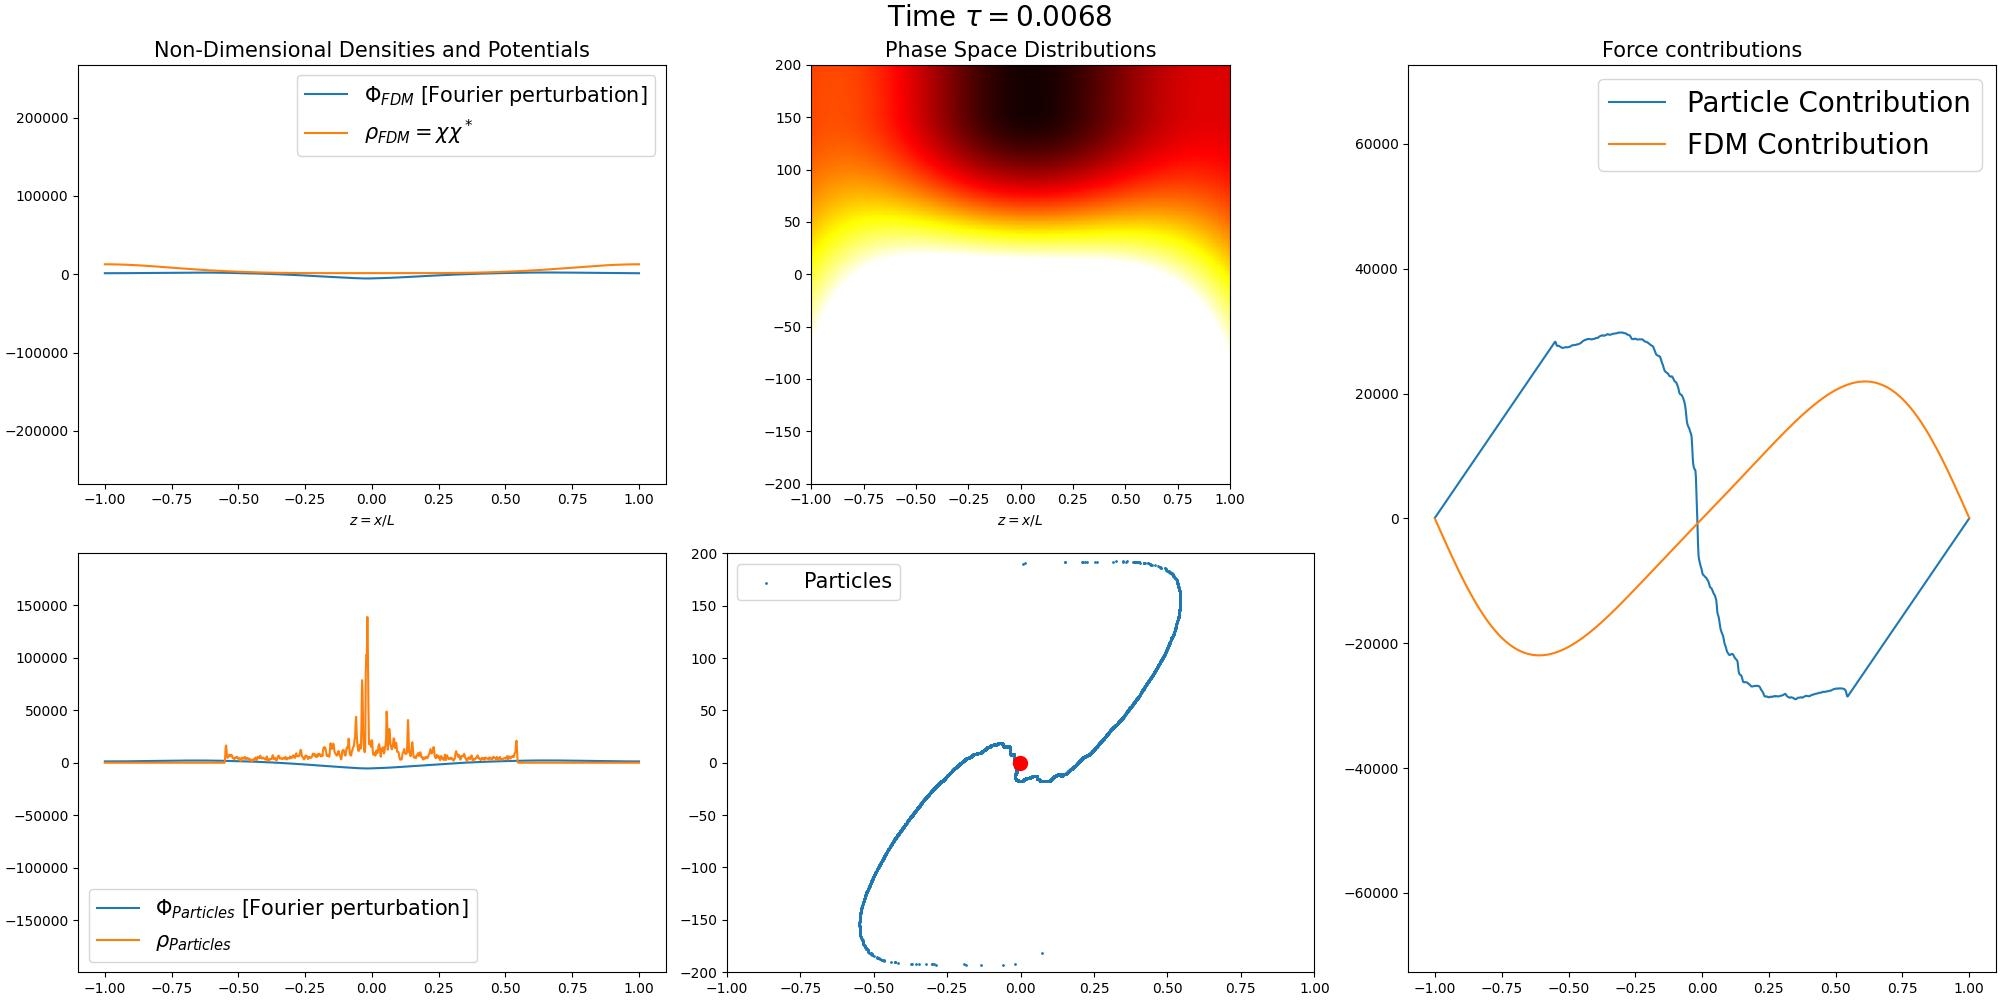 Time τ = 0.0068
Non-Dimensional Densities and Potentials
Φ_FDM [Fourier perturbation]
ρ_FDM = χχ*
200000
100000
0
−100000
−200000
−1.00 −0.75 −0.50 −0.25 0.00 0.25 0.50 0.75 1.00
z = x/L
Phase Space Distributions
200
150
100
50
0
−50
−100
−150
−200
−1.00 −0.75 −0.50 −0.25 0.00 0.25 0.50 0.75 1.00
z = x/L
Force contributions
Particle Contribution
FDM Contribution
60000
40000
20000
0
−20000
−40000
−60000
−1.00 −0.75 −0.50 −0.25 0.00 0.25 0.50 0.75 1.00
150000
100000
50000
0
−50000
−100000
−150000
Φ_Particles [Fourier perturbation]
ρ_Particles
−1.00 −0.75 −0.50 −0.25 0.00 0.25 0.50 0.75 1.00
Particles
200
150
100
50
0
−50
−100
−150
−200
−1.00 −0.75 −0.50 −0.25 0.00 0.25 0.50 0.75 1.00